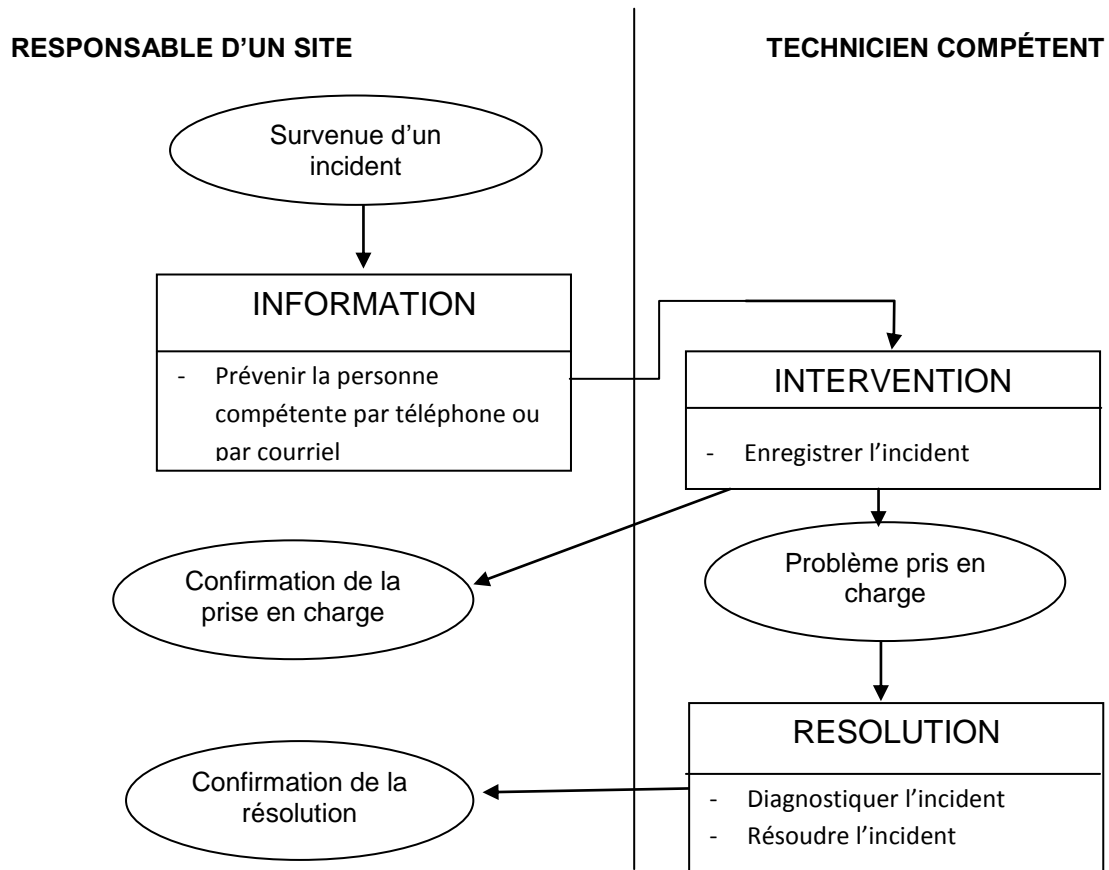 RESPONSABLE D’UN SITE
TECHNICIEN COMPÉTENT
Survenue d’un
incident
INFORMATION
- Prévenir la personne
compétente par téléphone ou
par courriel
INTERVENTION
- Enregistrer l’incident
Confirmation de la
prise en charge
Problème pris en
charge
RESOLUTION
- Diagnostiquer l’incident
- Résoudre l’incident
Confirmation de la
résolution